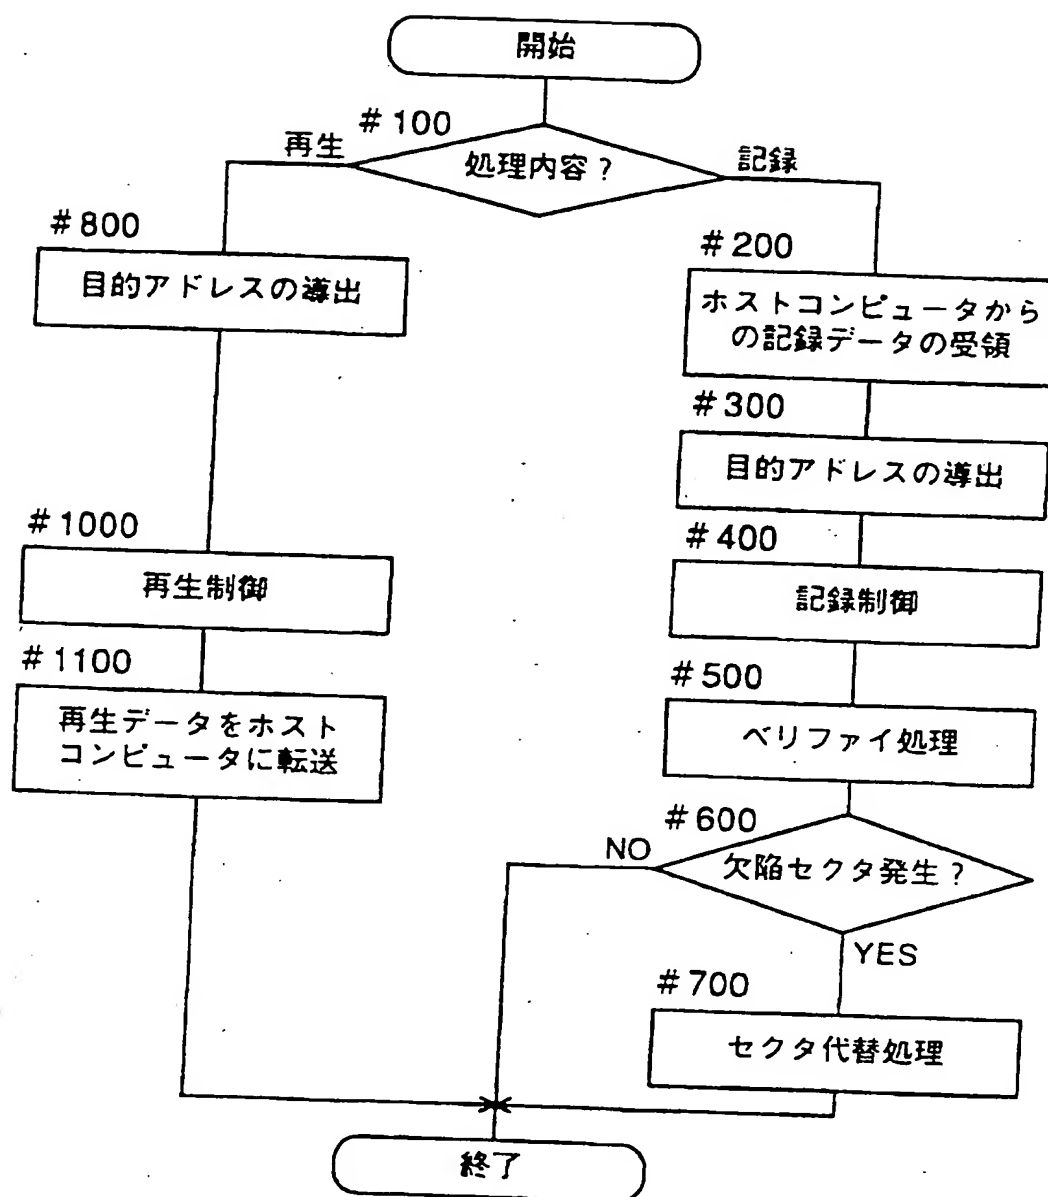 開始
#100
再生
処理内容?
記録
#800
目的アドレスの導出
#200
ホストコンピュータから
の記録データの受領
#300
目的アドレスの導出
#1000
再生制御
#400
記録制御
#1100
再生データをホスト
コンピュータに転送
#500
ベリファイ処理
#600
NO
欠陥セクタ発生?
YES
#700
セクタ代替処理
終了